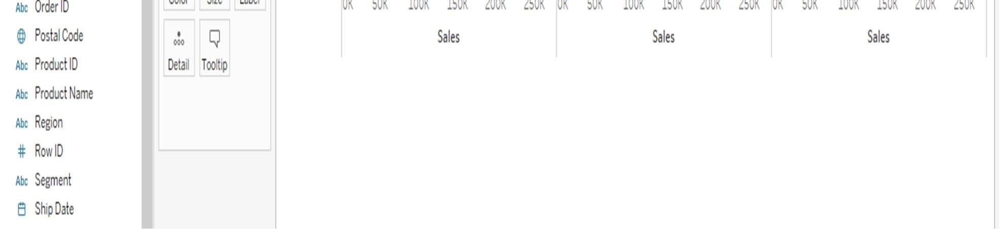 Abc Order ID
Postal Code
Abc Product ID
Abc Product Name
Abc Region
# Row ID
Abc Segment
Ship Date
Color Size Label
Detail Tooltip
0K 50K 100K 150K 200K 250K 0K 50K 100K 150K 200K 250K 0K 50K 100K 150K 200K 250K
Sales Sales Sales